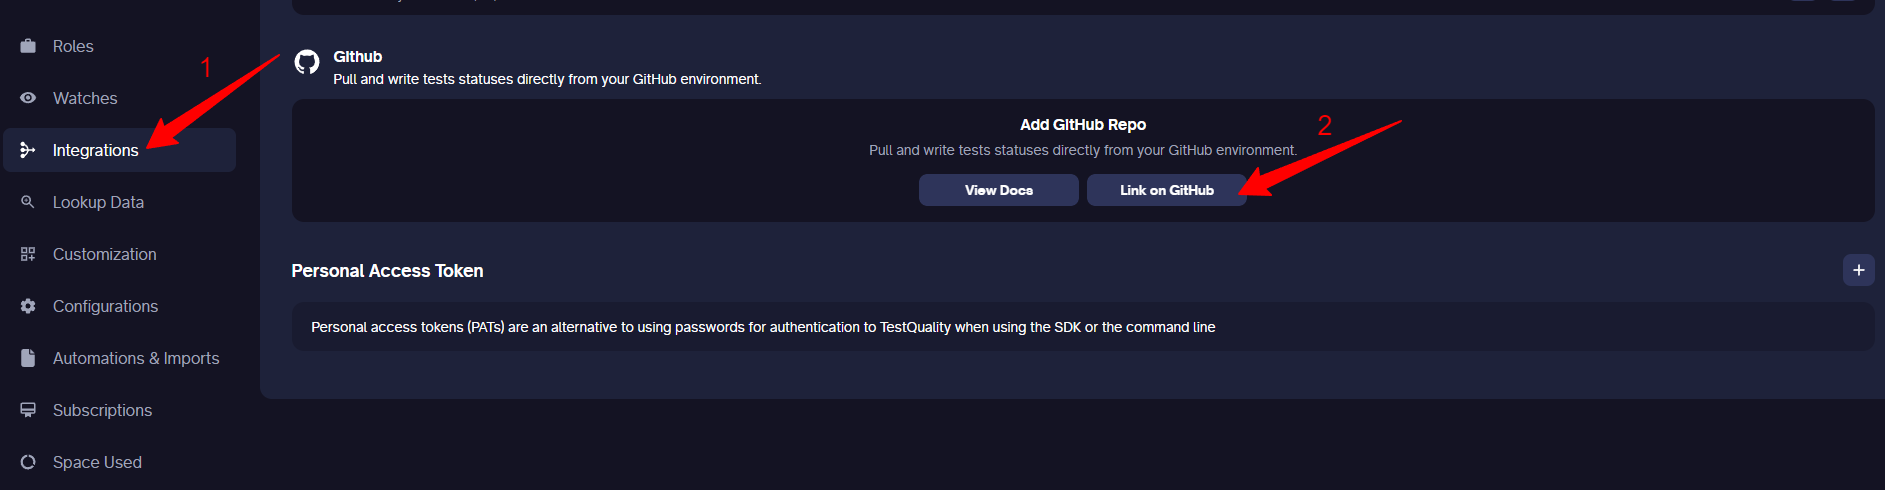 Roles
Watches
Integrations
Lookup Data
Customization
Configurations
Automations & Imports
Subscriptions
Space Used
1
Github
Pull and write tests statuses directly from your GitHub environment.
Add GitHub Repo
2
Pull and write tests statuses directly from your GitHub environment.
View Docs
Link on GitHub
Personal Access Token
+
Personal access tokens (PATs) are an alternative to using passwords for authentication to TestQuality when using the SDK or the command line